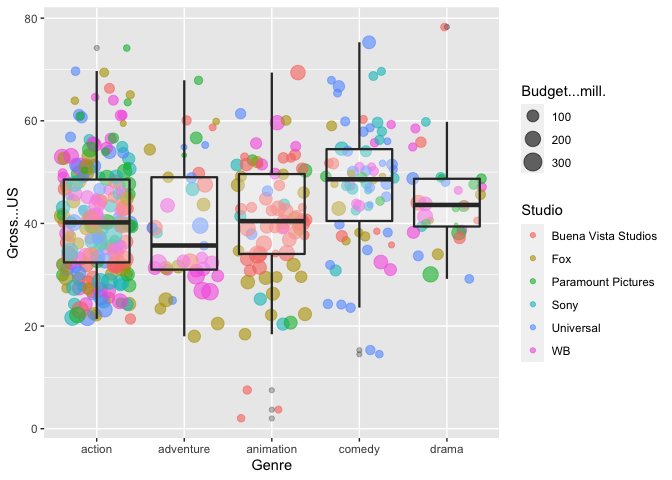 80
60
40
20
0
Gross...US
action adventure animation comedy drama
Genre
Budget...mill.
100
200
300
Studio
Buena Vista Studios
Fox
Paramount Pictures
Sony
Universal
WB